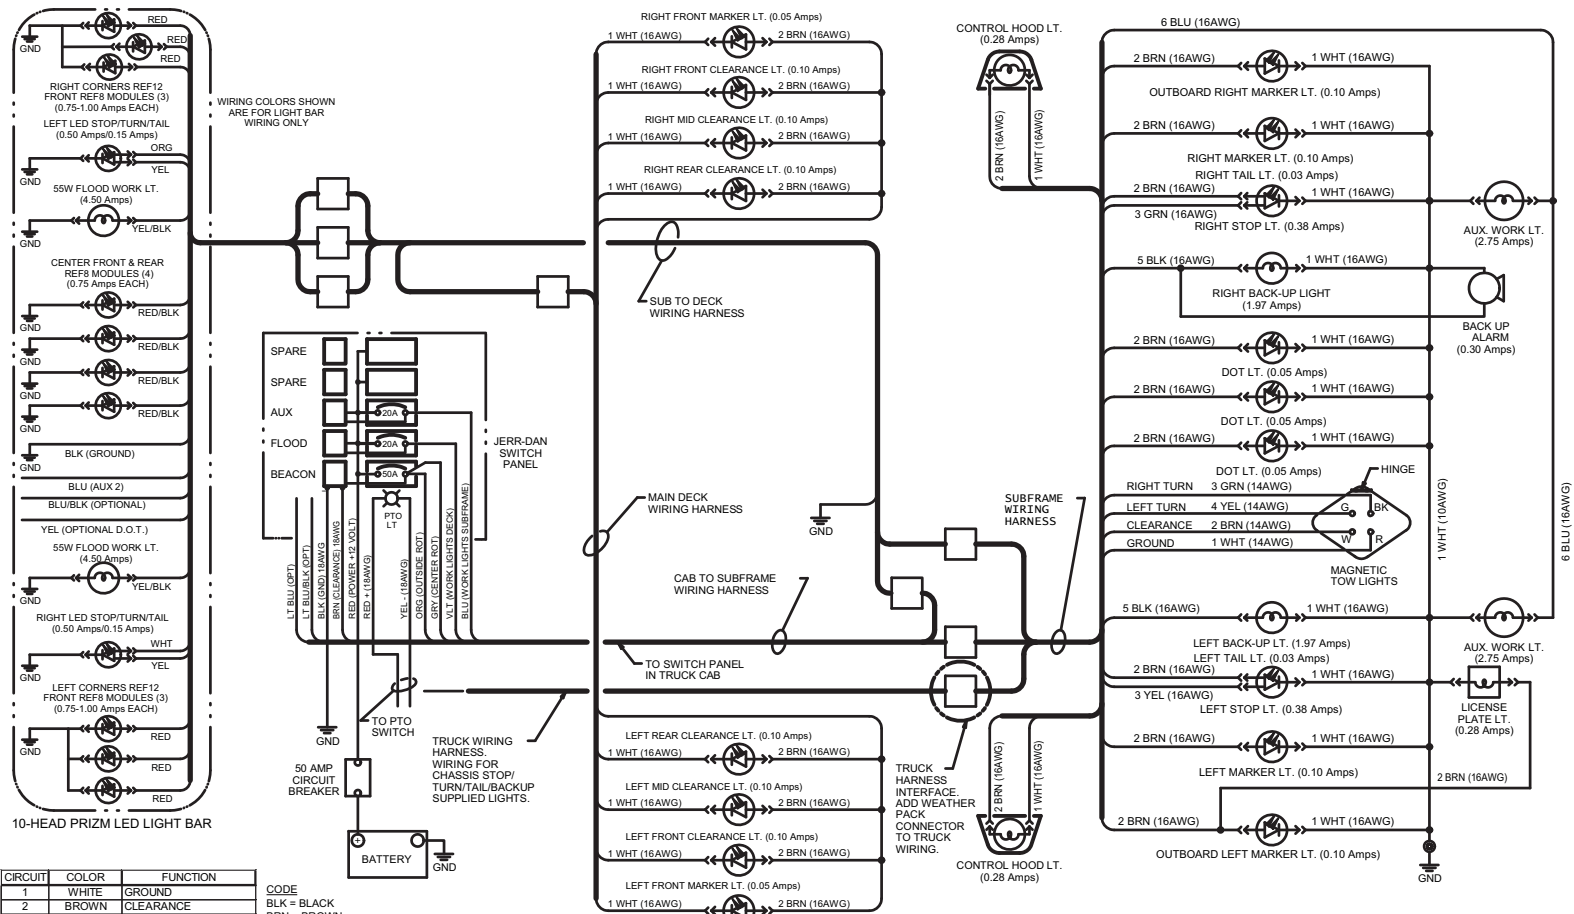 RED
GND
RED
RED
RIGHT CORNERS REF12
FRONT REF8 MODULES (3)
(0.75-1.00 Amps EACH)
LEFT LED STOP/TURN/TAIL
(0.50 Amps/0.15 Amps)
ORG
YEL
GND
55W FLOOD WORK LT.
(4.50 Amps)
YEL/BLK
GND
CENTER FRONT & REAR
REF8 MODULES (4)
(0.75 Amps EACH)
RED/BLK
GND
RED/BLK
GND
RED/BLK
GND
RED/BLK
GND
BLK (GROUND)
GND
BLU (AUX 2)
BLU/BLK (OPTIONAL)
YEL (OPTIONAL D.O.T.)
55W FLOOD WORK LT.
(4.50 Amps)
YEL/BLK
GND
RIGHT LED STOP/TURN/TAIL
(0.50 Amps/0.15 Amps)
WHT
YEL
GND
LEFT CORNERS REF12
FRONT REF8 MODULES (3)
(0.75-1.00 Amps EACH)
RED
GND
RED
RED
10-HEAD PRIZM LED LIGHT BAR
WIRING COLORS SHOWN
ARE FOR LIGHT BAR
WIRING ONLY
SPARE
SPARE
AUX
20A
FLOOD
20A
BEACON
50A
JERR-DAN
SWITCH
PANEL
PTO
LT
LT BLU (OPT)
LT BLU/BLK (OPT)
BLK (GND) 18AWG
BRN (CLEARANCE) 18AWG
RED (POWER +12 VOLT)
RED + (18AWG)
YEL - (18AWG)
ORG (OUTSIDE ROT)
GRY (CENTER ROT)
VLT (WORK LIGHTS DECK)
BLU (WORK LIGHTS SUBFRAME)
GND
TO PTO
SWITCH
50 AMP
CIRCUIT
BREAKER
+
-
BATTERY
GND
TRUCK WIRING
HARNESS.
WIRING FOR
CHASSIS STOP/
TURN/TAIL/BACKUP
SUPPLIED LIGHTS.
RIGHT FRONT MARKER LT. (0.05 Amps)
1 WHT (16AWG) 2 BRN (16AWG)
RIGHT FRONT CLEARANCE LT. (0.10 Amps)
1 WHT (16AWG) 2 BRN (16AWG)
RIGHT MID CLEARANCE LT. (0.10 Amps)
1 WHT (16AWG) 2 BRN (16AWG)
RIGHT REAR CLEARANCE LT. (0.10 Amps)
1 WHT (16AWG) 2 BRN (16AWG)
SUB TO DECK
WIRING HARNESS
MAIN DECK
WIRING HARNESS
GND
CAB TO SUBFRAME
WIRING HARNESS
TO SWITCH PANEL
IN TRUCK CAB
SUBFRAME
WIRING
HARNESS
LEFT REAR CLEARANCE LT. (0.10 Amps)
1 WHT (16AWG) 2 BRN (16AWG)
LEFT MID CLEARANCE LT. (0.10 Amps)
1 WHT (16AWG) 2 BRN (16AWG)
LEFT FRONT CLEARANCE LT. (0.10 Amps)
1 WHT (16AWG) 2 BRN (16AWG)
LEFT FRONT MARKER LT. (0.05 Amps)
1 WHT (16AWG) 2 BRN (16AWG)
TRUCK
HARNESS
INTERFACE.
ADD WEATHER
PACK
CONNECTOR
TO TRUCK
WIRING.
CONTROL HOOD LT.
(0.28 Amps)
2 BRN (16AWG)
1 WHT (16AWG)
2 BRN (16AWG)
1 WHT (16AWG)
CONTROL HOOD LT.
(0.28 Amps)
6 BLU (16AWG)
2 BRN (16AWG) 1 WHT (16AWG)
OUTBOARD RIGHT MARKER LT. (0.10 Amps)
2 BRN (16AWG) 1 WHT (16AWG)
RIGHT MARKER LT. (0.10 Amps)
RIGHT TAIL LT. (0.03 Amps)
2 BRN (16AWG) 1 WHT (16AWG)
3 GRN (16AWG)
RIGHT STOP LT. (0.38 Amps)
AUX. WORK LT.
(2.75 Amps)
5 BLK (16AWG) 1 WHT (16AWG)
RIGHT BACK-UP LIGHT
(1.97 Amps)
BACK UP
ALARM
(0.30 Amps)
2 BRN (16AWG) 1 WHT (16AWG)
DOT LT. (0.05 Amps)
2 BRN (16AWG) 1 WHT (16AWG)
DOT LT. (0.05 Amps)
2 BRN (16AWG) 1 WHT (16AWG)
DOT LT. (0.05 Amps)
HINGE
RIGHT TURN 3 GRN (14AWG)
LEFT TURN 4 YEL (14AWG)
CLEARANCE 2 BRN (14AWG)
GROUND 1 WHT (14AWG)
G BK
W R
MAGNETIC
TOW LIGHTS
1 WHT (10AWG)
6 BLU (16AWG)
5 BLK (16AWG) 1 WHT (16AWG)
LEFT BACK-UP LT. (1.97 Amps)
AUX. WORK LT.
(2.75 Amps)
LEFT TAIL LT. (0.03 Amps)
2 BRN (16AWG) 1 WHT (16AWG)
3 YEL (16AWG)
LEFT STOP LT. (0.38 Amps)
LICENSE
PLATE LT.
(0.28 Amps)
2 BRN (16AWG) 1 WHT (16AWG)
LEFT MARKER LT. (0.10 Amps)
2 BRN (16AWG)
2 BRN (16AWG) 1 WHT (16AWG)
OUTBOARD LEFT MARKER LT. (0.10 Amps)
GND
CIRCUIT COLOR FUNCTION
1 WHITE GROUND
2 BROWN CLEARANCE
CODE
BLK = BLACK
BRN = BROWN